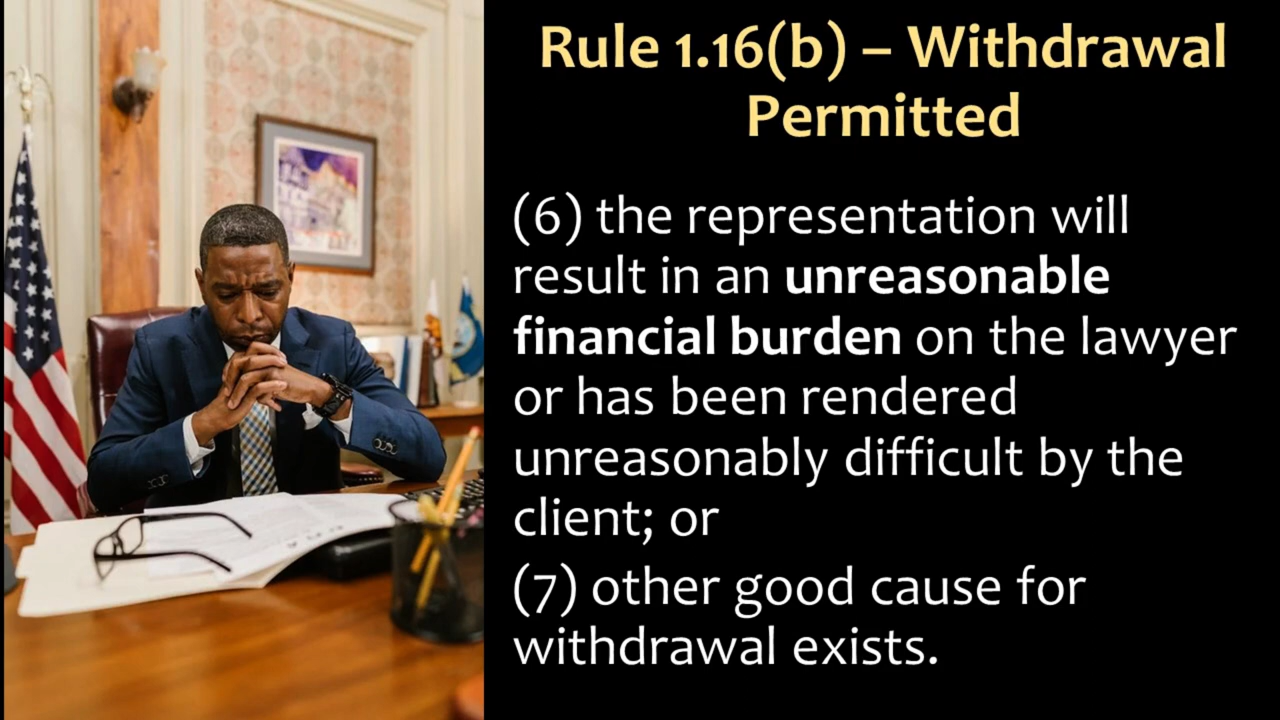 Rule 1.16(b) – Withdrawal
Permitted
(6) the representation will
result in an unreasonable
financial burden on the lawyer
or has been rendered
unreasonably difficult by the
client; or
(7) other good cause for
withdrawal exists.